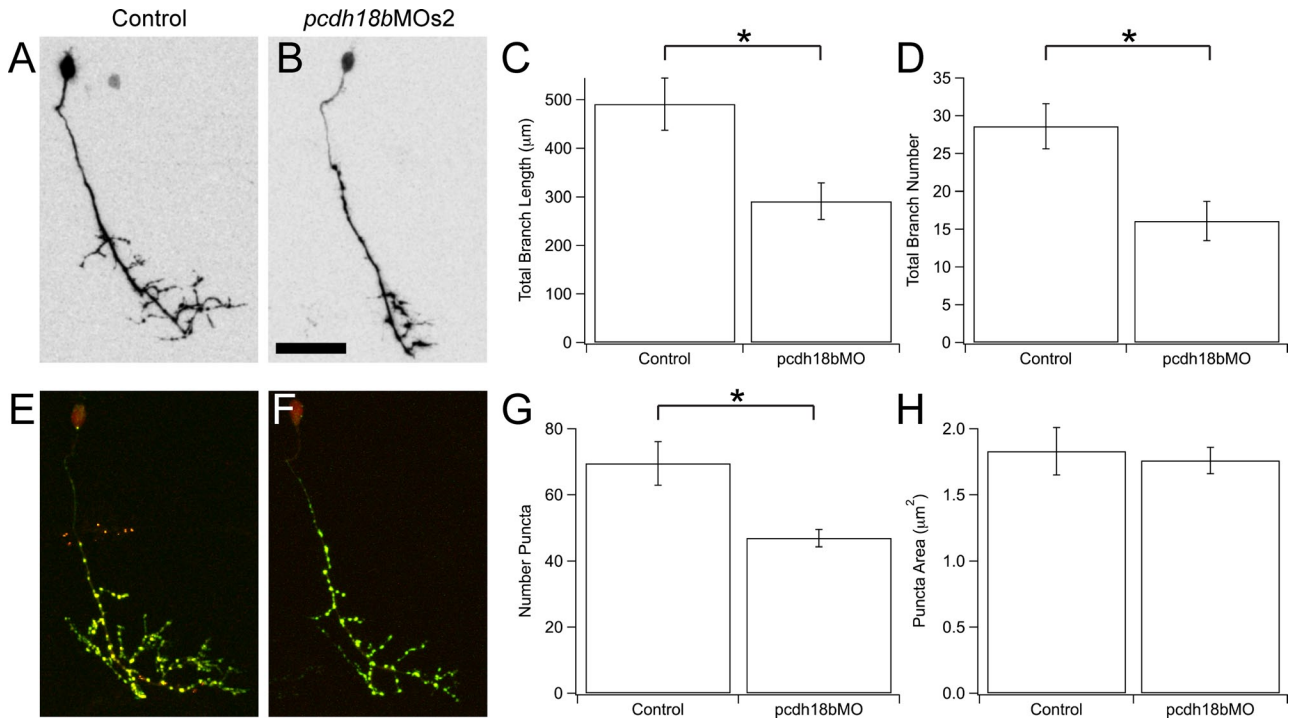 Control
pcdh18bMOs2
A
B
C
*
Total Branch Length (μm)
500
400
300
200
100
0
Control
pcdh18bMO
D
*
Total Branch Number
35
30
25
20
15
10
5
0
Control
pcdh18bMO
E
F
G
*
Number Puncta
80
60
40
20
0
Control
pcdh18bMO
H
Puncta Area (μm²)
2.0
1.5
1.0
0.5
0.0
Control
pcdh18bMO